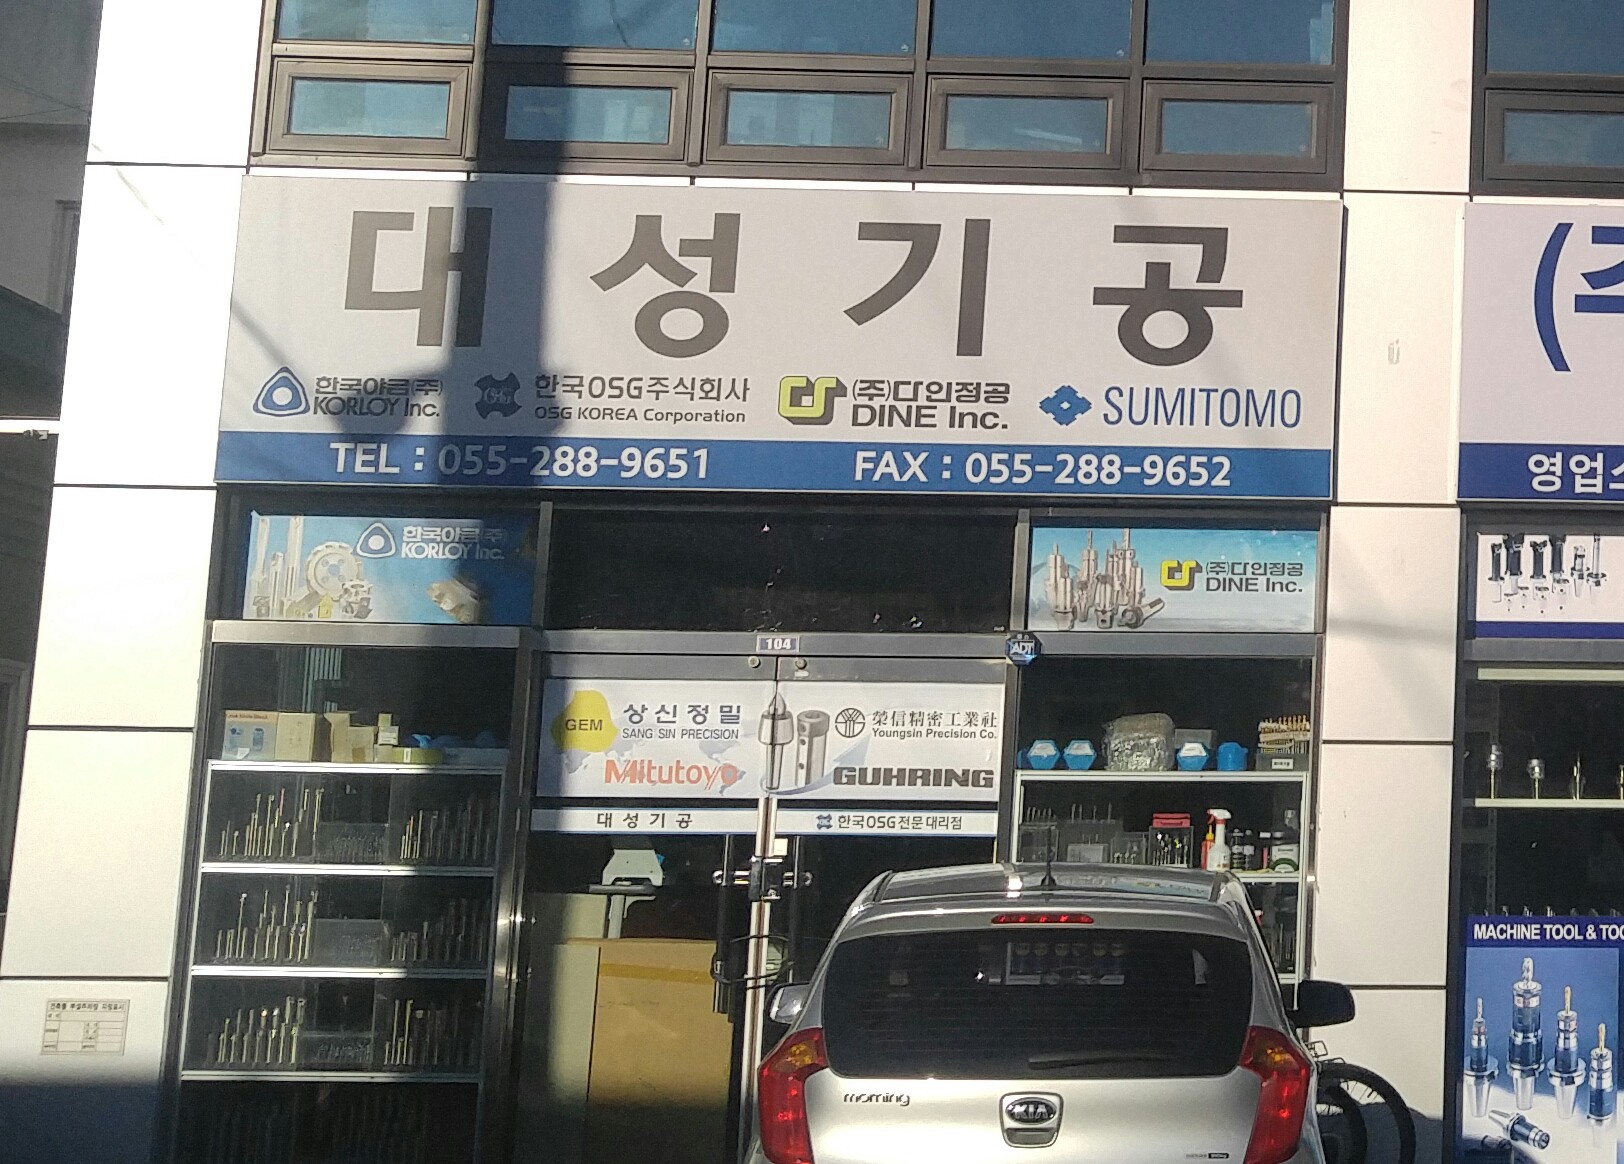 대성기공
한국야금(주)
KORLOY Inc.
OSG
한국OSG주식회사
OSG KOREA Corporation
(주)다인정공
DINE Inc.
SUMITOMO
TEL : 055-288-9651
FAX : 055-288-9652
(주
영업소
한국야금(주)
KORLOY Inc.
(주)다인정공
DINE Inc.
104
ADT
GEM
상신정밀
SANG SIN PRECISION
Mitutoyo
榮信精密工業社
Youngsin Precision Co.
GUHRING
대성기공
한국OSG전문대리점
MACHINE TOOL & TOO
morning
KIA